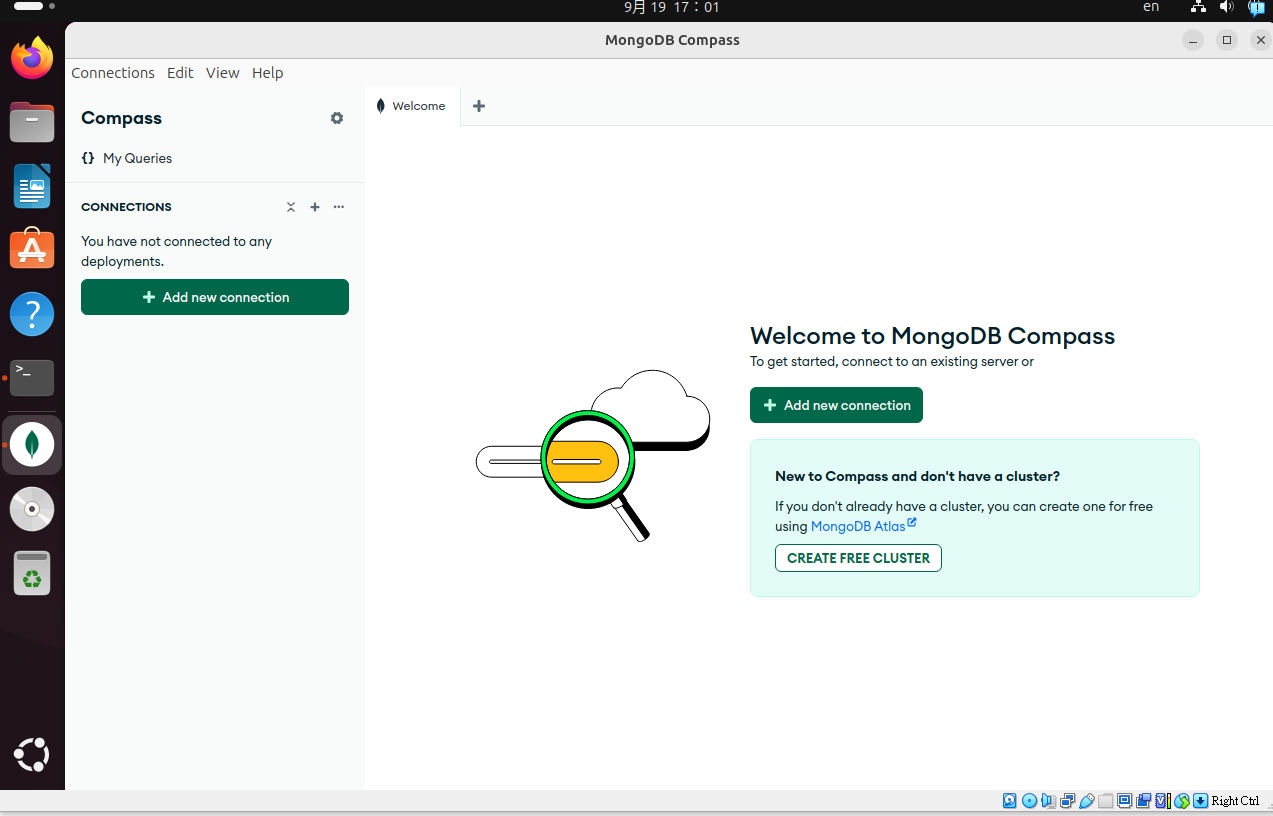 9月 19 17：01
en
MongoDB Compass
Connections Edit View Help
Compass
Welcome
{} My Queries
CONNECTIONS
You have not connected to any
deployments.
Add new connection
Welcome to MongoDB Compass
To get started, connect to an existing server or
Add new connection
New to Compass and don't have a cluster?
If you don't already have a cluster, you can create one for free
using MongoDB Atlas
CREATE FREE CLUSTER
Right Ctrl